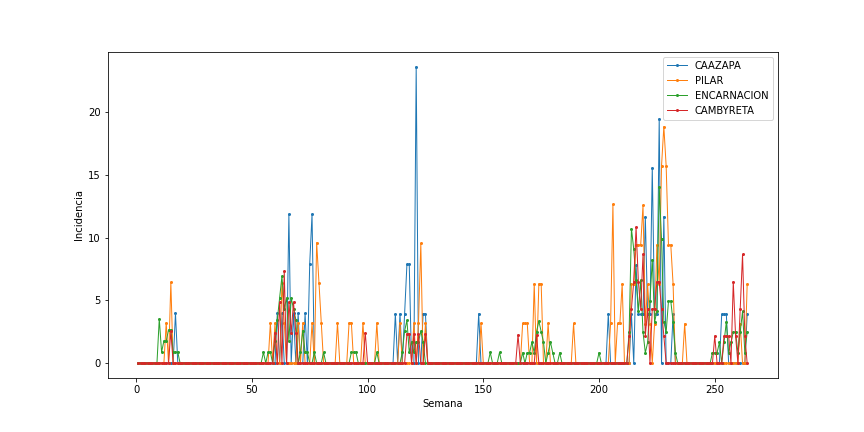 CAAZAPA
PILAR
ENCARNACION
CAMBYRETA
20
15
10
5
0
Incidencia
0 50 100 150 200 250
Semana